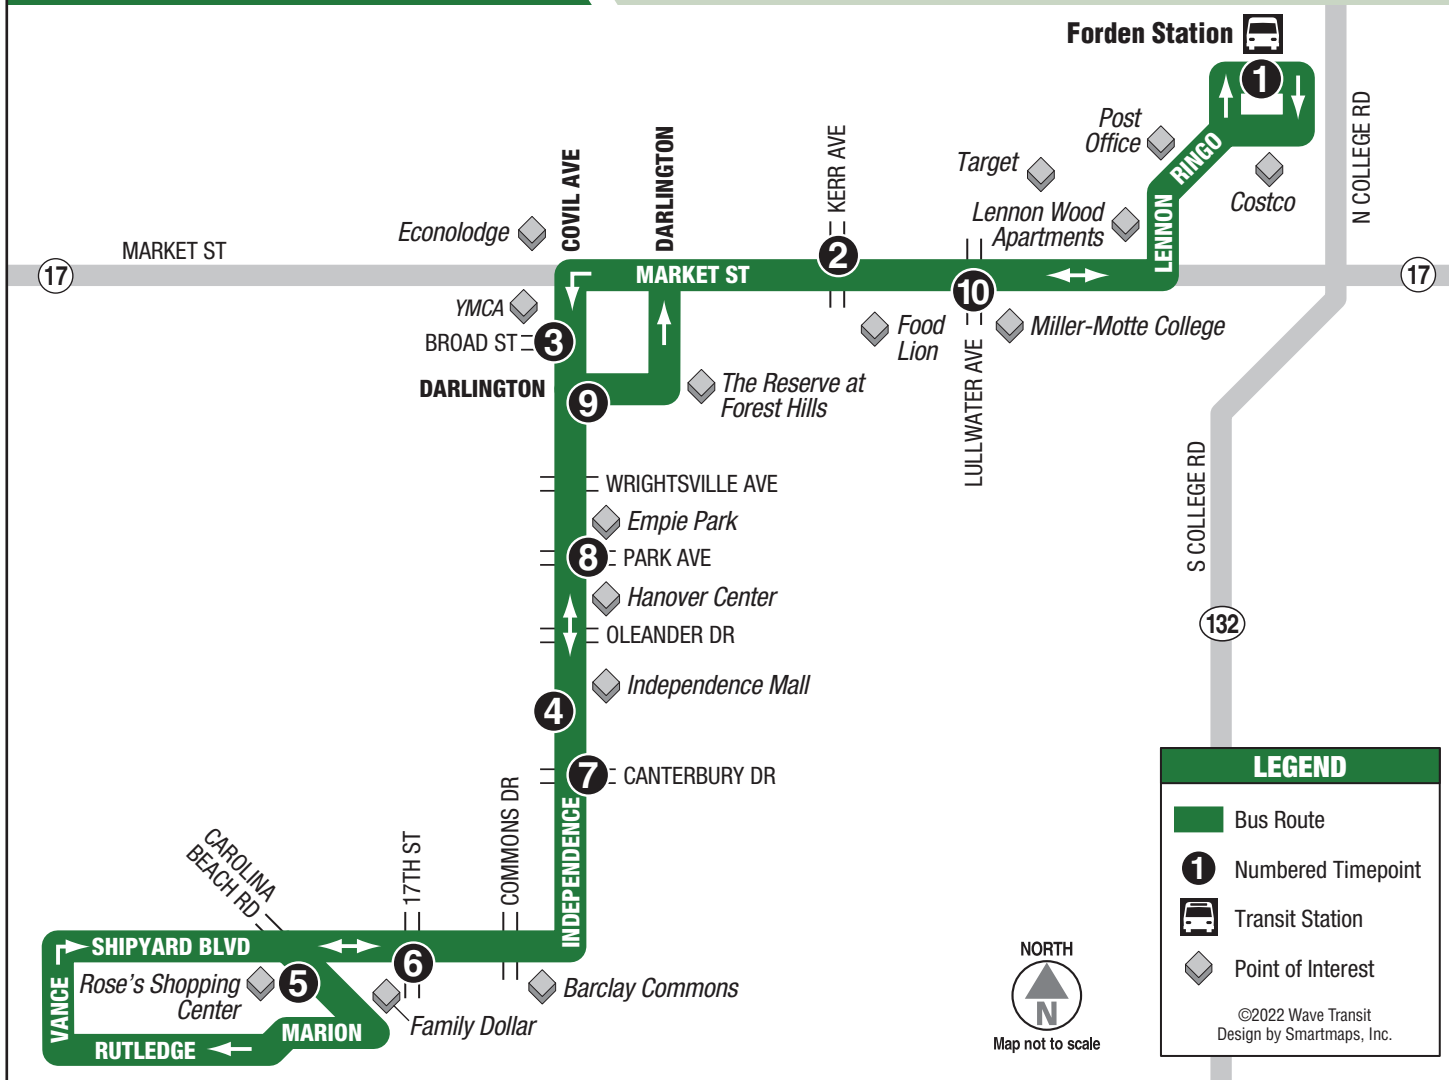 Forden Station
1
N COLLEGE RD
Post
Office
RINGO
Costco
Target
Lennon Wood
Apartments
LENNON
KERR AVE
DARLINGTON
COVIL AVE
Econolodge
MARKET ST
17
MARKET ST
2
10
17
YMCA
BROAD ST
3
Food
Lion
Miller-Motte College
LULLWATER AVE
DARLINGTON
9
The Reserve at
Forest Hills
WRIGHTSVILLE AVE
Empie Park
8
PARK AVE
Hanover Center
OLEANDER DR
Independence Mall
4
7
CANTERBURY DR
S COLLEGE RD
132
INDEPENDENCE
COMMONS DR
17TH ST
CAROLINA
BEACH RD
SHIPYARD BLVD
6
5
Rose's Shopping
Center
VANCE
MARION
RUTLEDGE
Family Dollar
Barclay Commons
NORTH
N
Map not to scale
LEGEND
Bus Route
1
Numbered Timepoint
Transit Station
Point of Interest
©2022 Wave Transit
Design by Smartmaps, Inc.